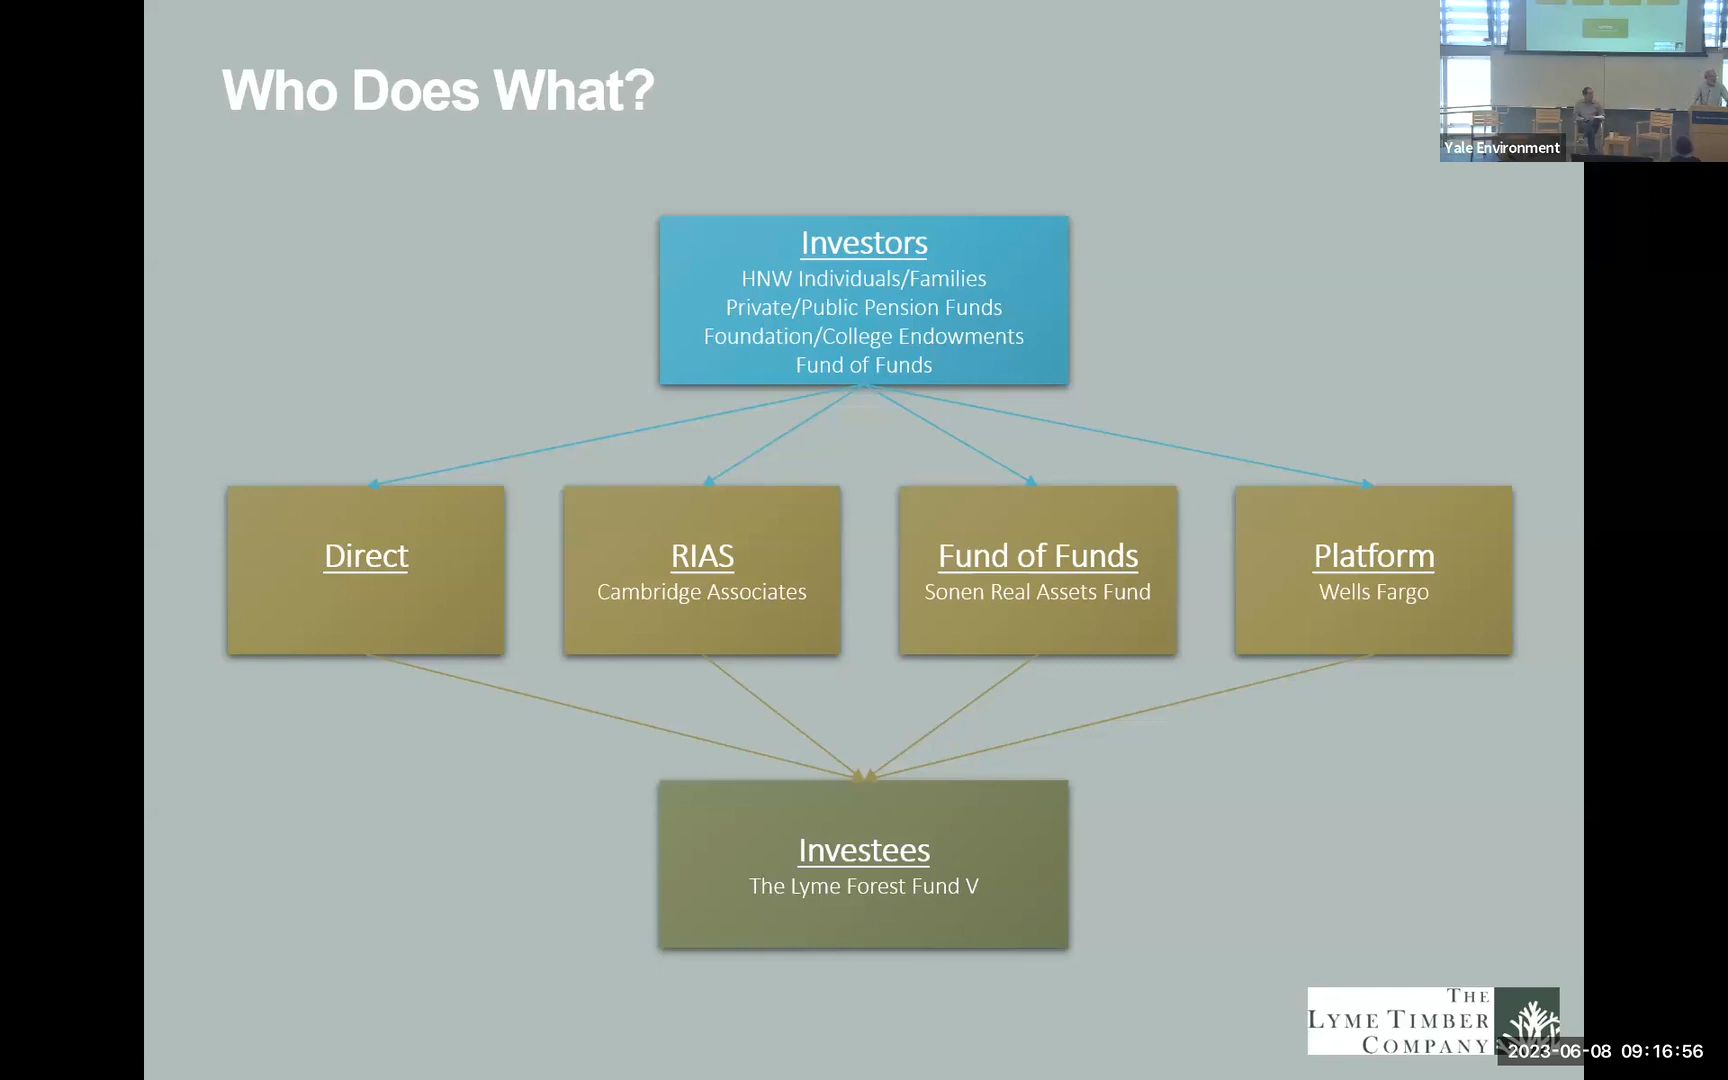 Who Does What?
Yale Environment
Investors
HNW Individuals/Families
Private/Public Pension Funds
Foundation/College Endowments
Fund of Funds
Direct
RIAS
Cambridge Associates
Fund of Funds
Sonen Real Assets Fund
Platform
Wells Fargo
Investees
The Lyme Forest Fund V
THE
LYME TIMBER
COMPANY
2023-06-08 09:16:56